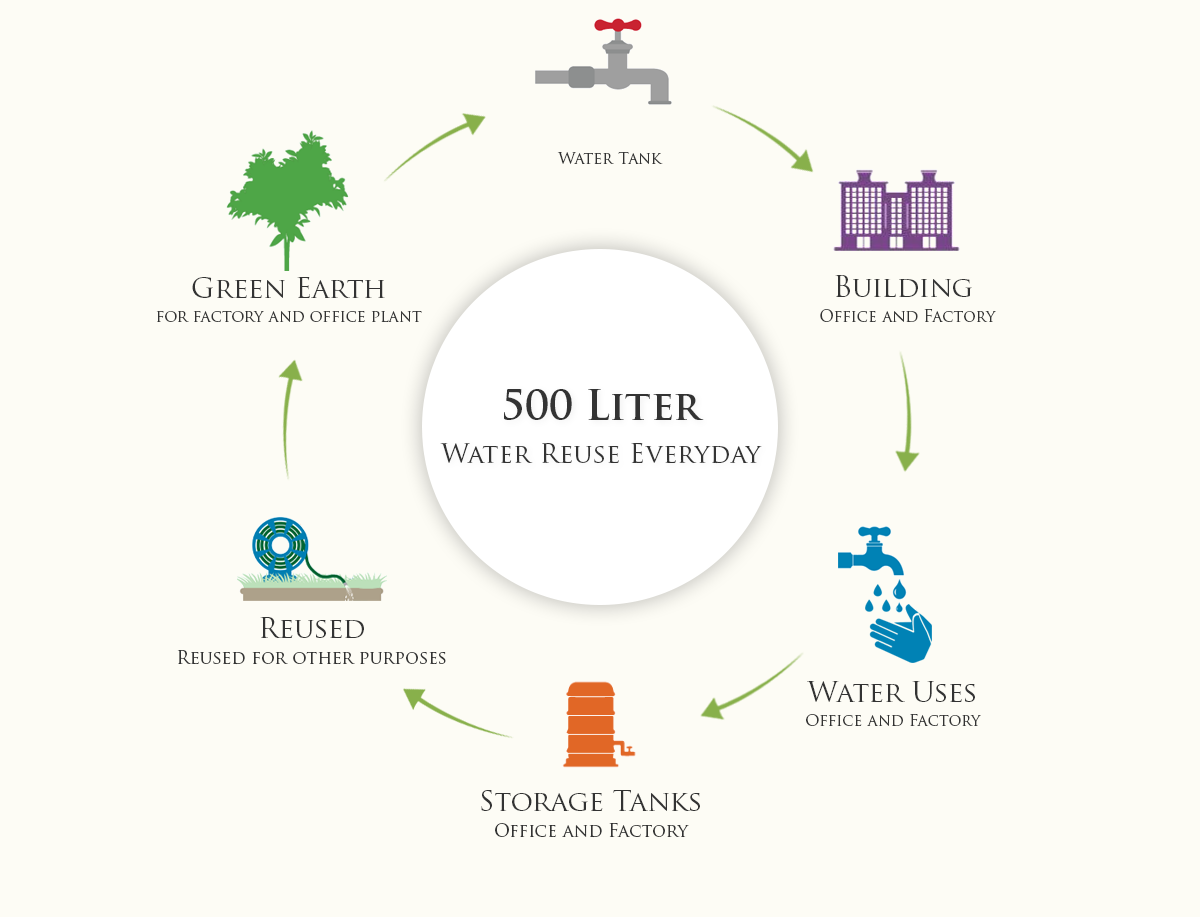 Water Tank
Building
Office and Factory
Water Uses
Office and Factory
Storage Tanks
Office and Factory
Reused
Reused for other purposes
Green Earth
for factory and office plant
500 Liter
Water Reuse Everyday